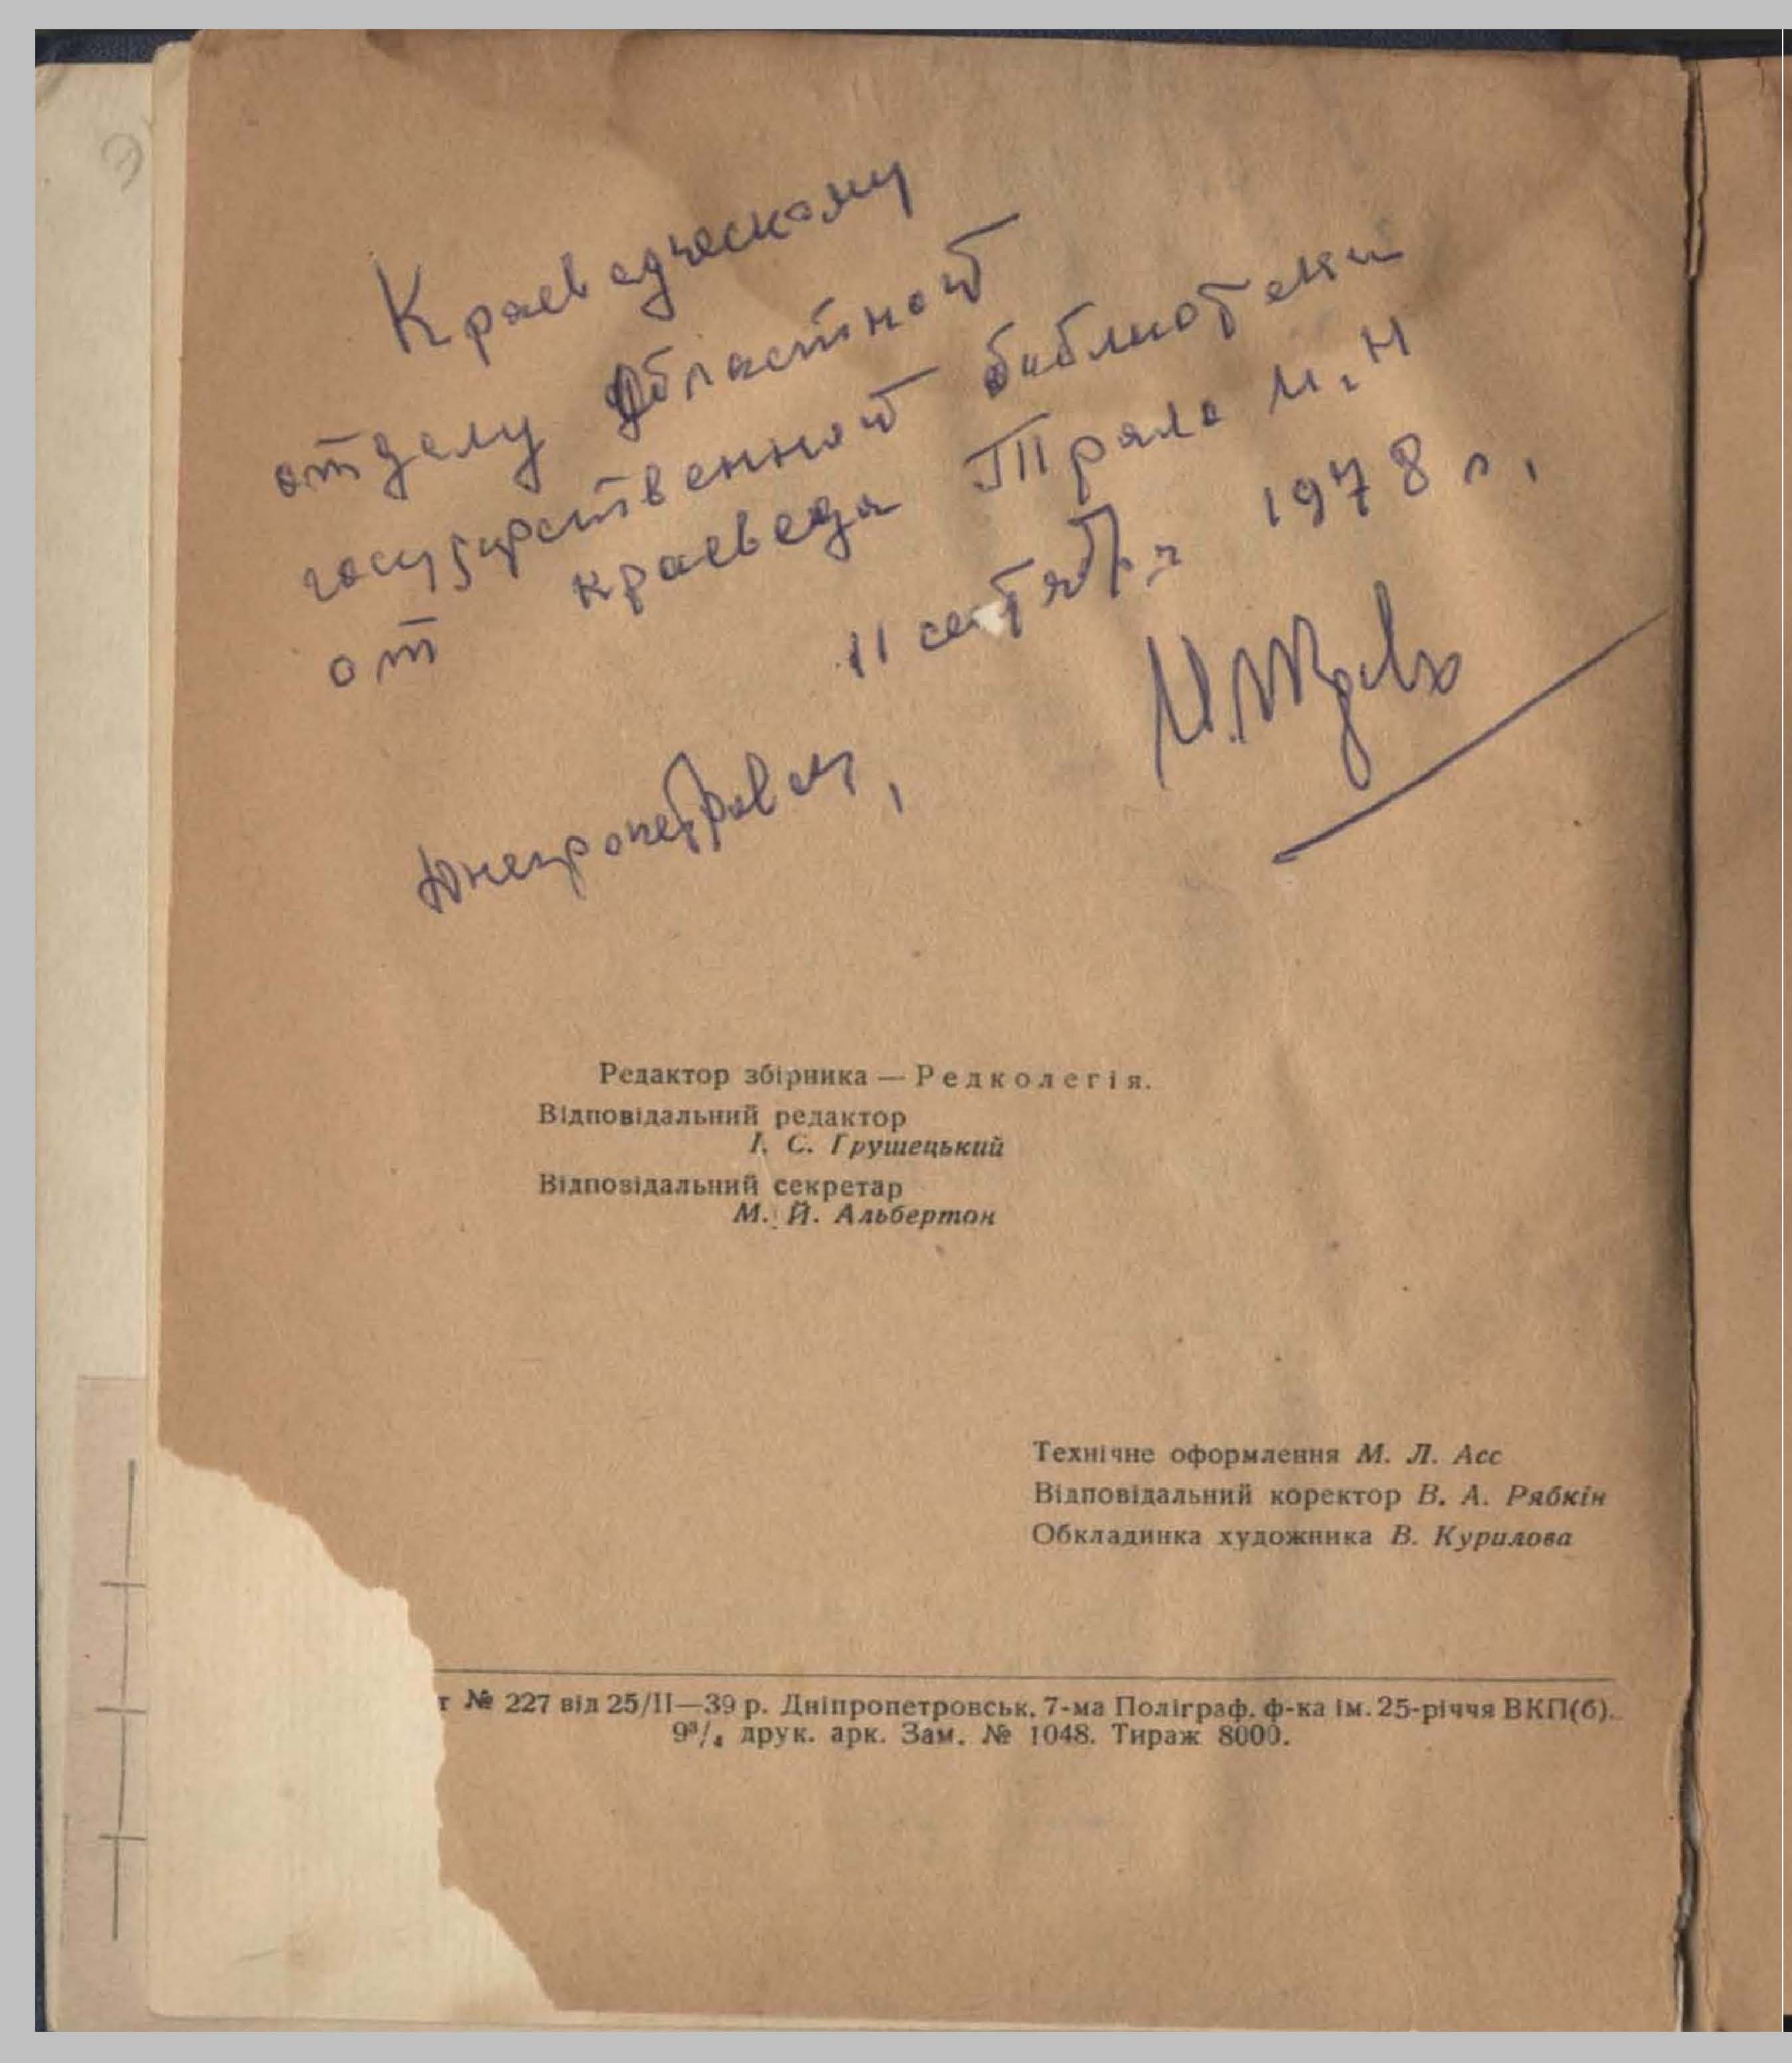 Краеведческому
отделу Областной
государственной библиотеки
от краеведа Трало М. Н
11 сентября 1978 г.
Днепропетровск,
Редактор збірника — Редколегія.
Відповідальний редактор
І. С. Грушецький
Відповідальний секретар
М. Й. Альбертон
Технічне оформлення М. Л. Асс
Відповідальний коректор В. А. Рябкін
Обкладинка художника В. Курилова
т № 227 від 25/II—39 р. Дніпропетровськ. 7-ма Поліграф. ф-ка ім. 25-річчя ВКП(б).
9³/₄ друк. арк. Зам. № 1048. Тираж 8000.